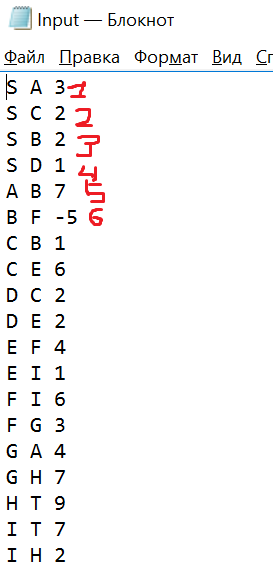 Input — Блокнот
Файл Правка Формат Вид
S A 3 1
S C 2 2
S B 2 3
S D 1 4
A B 7 5
B F -5 6
C B 1
C E 6
D C 2
D E 2
E F 4
E I 1
F I 6
F G 3
G A 4
G H 7
H T 9
I T 7
I H 2